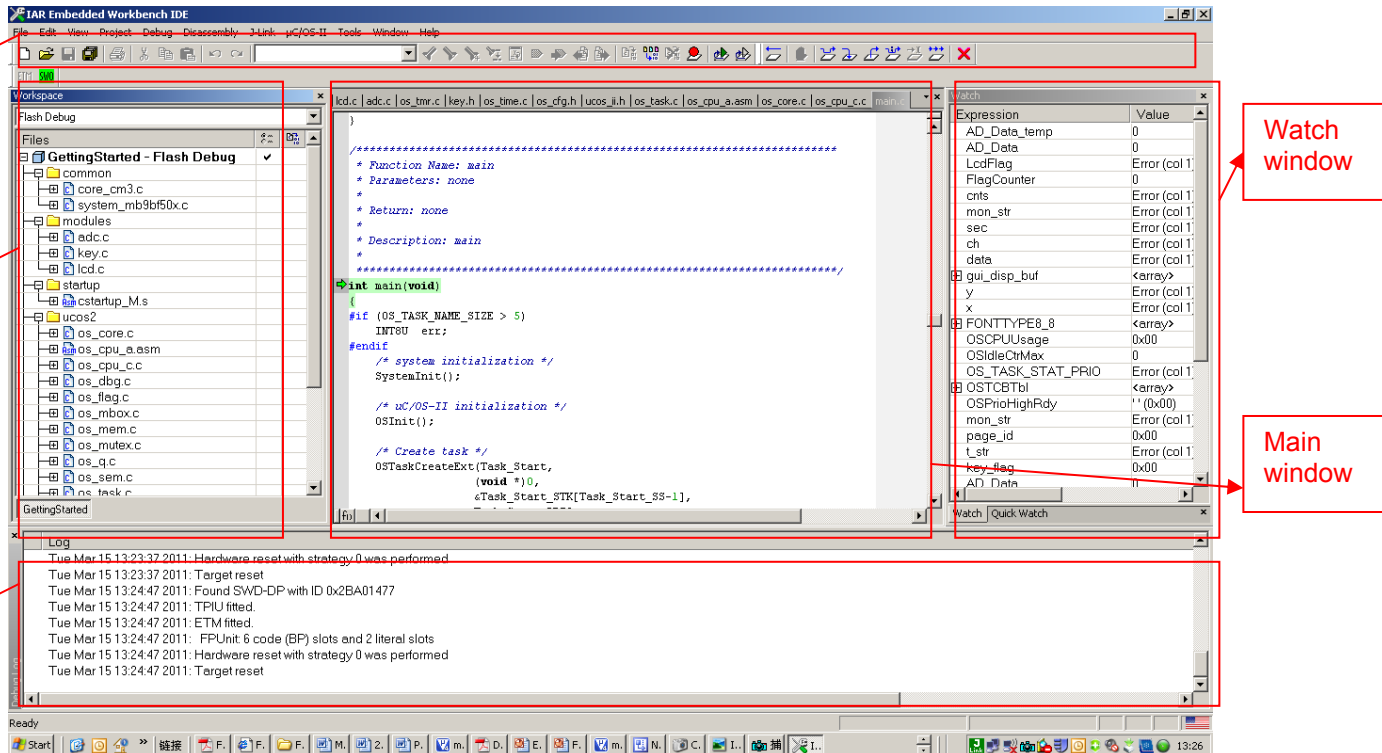 IAR Embedded Workbench IDE
File Edit View Project Debug Disassembly J-Link µC/OS-II Tools Window Help
ETM SWO
Workspace
Flash Debug
Files
GettingStarted - Flash Debug
common
core_cm3.c
system_mb9bf50x.c
modules
adc.c
key.c
lcd.c
startup
cstartup_M.s
ucos2
os_core.c
os_cpu_a.asm
os_cpu_c.c
os_dbg.c
os_flag.c
os_mbox.c
os_mem.c
os_mutex.c
os_q.c
os_sem.c
os_task.c
GettingStarted
lcd.c | adc.c | os_tmr.c | key.h | os_time.c | os_cfg.h | ucos_ii.h | os_task.c | os_cpu_a.asm | os_core.c | os_cpu_c.c main.c
}
/*************************************************************************
* Function Name: main
* Parameters: none
*
* Return: none
*
* Description: main
*
*************************************************************************/
int main(void)
{
#if (OS_TASK_NAME_SIZE > 5)
INT8U err;
#endif
/* system initialization */
SystemInit();
/* uC/OS-II initialization */
OSInit();
/* Create task */
OSTaskCreateExt(Task_Start,
(void *)0,
&Task_Start_STK[Task_Start_SS-1],
Watch
Expression Value
AD_Data_temp 0
AD_Data 0
LcdFlag Error (col 1
FlagCounter 0
cnts Error (col 1
mon_str Error (col 1
sec Error (col 1
ch Error (col 1
data Error (col 1
gui_disp_buf <array>
y Error (col 1
x Error (col 1
FONTTYPE8_8 <array>
OSCPUUsage 0x00
OSIdleCtrMax 0
OS_TASK_STAT_PRIO Error (col 1
OSTCBTbl <array>
OSPrioHighRdy ' ' (0x00)
mon_str Error (col 1
page_id 0x00
t_str Error (col 1
key_flag 0x00
AD_Data 0
Watch Quick Watch
Watch
window
Main
window
Log
Tue Mar 15 13:23:37 2011: Hardware reset with strategy 0 was performed
Tue Mar 15 13:23:37 2011: Target reset
Tue Mar 15 13:24:47 2011: Found SWD-DP with ID 0x2BA01477
Tue Mar 15 13:24:47 2011: TPIU fitted.
Tue Mar 15 13:24:47 2011: ETM fitted.
Tue Mar 15 13:24:47 2011: FPUnit: 6 code (BP) slots and 2 literal slots
Tue Mar 15 13:24:47 2011: Hardware reset with strategy 0 was performed
Tue Mar 15 13:24:47 2011: Target reset
Debug Log
Ready
Start » 链接 F. F. F. M. 2. P. m. D. E. F. m. N. C. I.. 捕 I.. 13:26